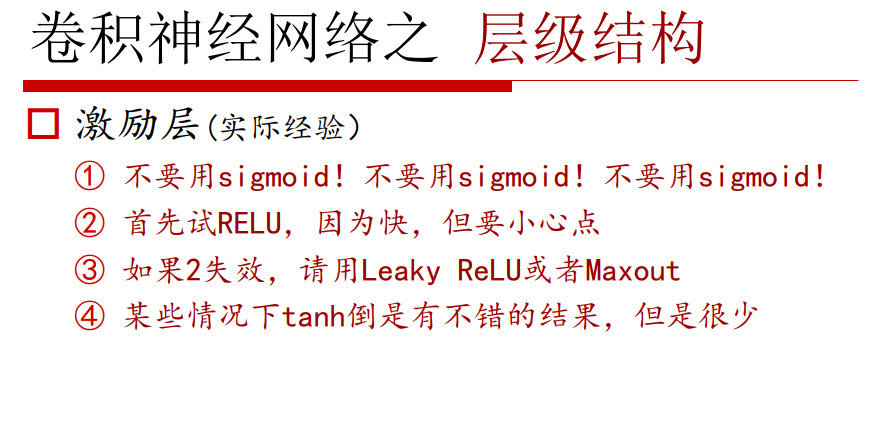 卷积神经网络之 层级结构
激励层(实际经验)
① 不要用sigmoid！不要用sigmoid！不要用sigmoid！
② 首先试RELU，因为快，但要小心点
③ 如果2失效，请用Leaky ReLU或者Maxout
④ 某些情况下tanh倒是有不错的结果，但是很少